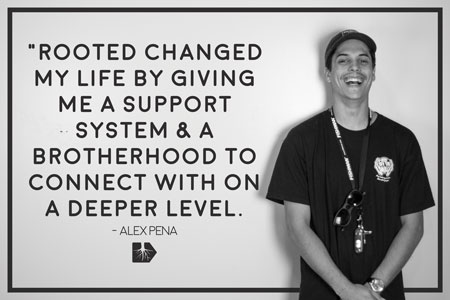 "ROOTED CHANGED
MY LIFE BY GIVING
ME A SUPPORT
SYSTEM & A
BROTHERHOOD TO
CONNECT WITH ON
A DEEPER LEVEL.
- ALEX PENA